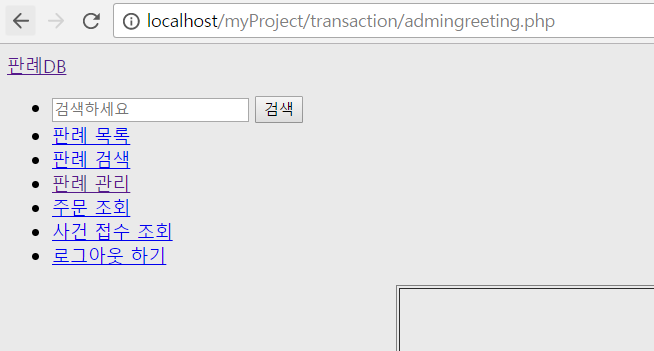 localhost/myProject/transaction/admingreeting.php
판례DB
검색하세요 검색
판례 목록
판례 검색
판례 관리
주문 조회
사건 접수 조회
로그아웃 하기